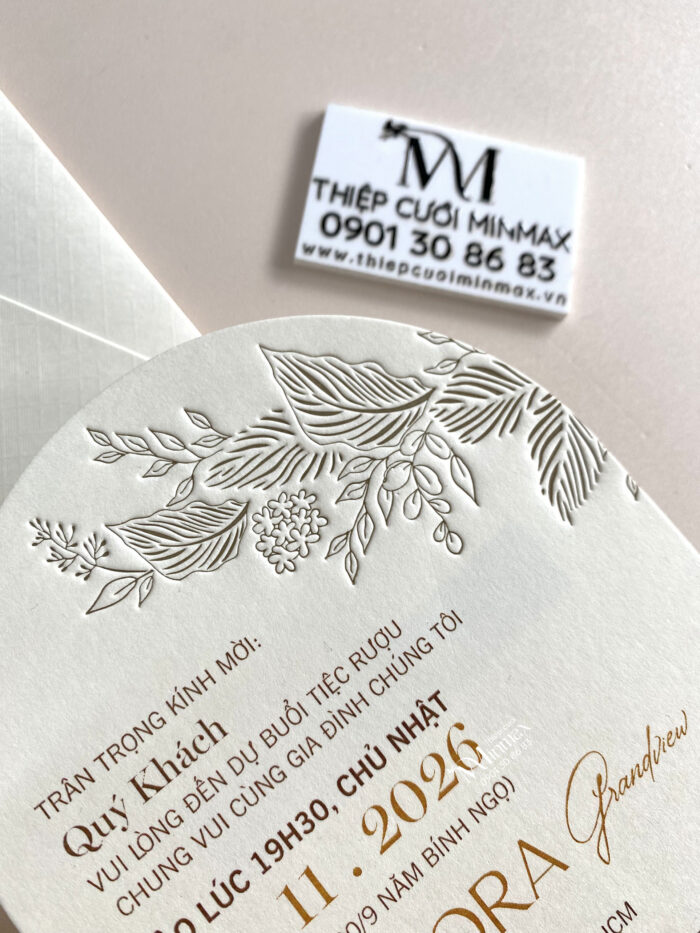 THIỆP CƯỚI MINMAX
0901 30 86 83
www.thiepcuoiminmax.vn
TRÂN TRỌNG KÍNH MỜI:
Quý Khách
VUI LÒNG ĐẾN DỰ BUỔI TIỆC RƯỢU
CHUNG VUI CÙNG GIA ĐÌNH CHÚNG TÔI
LÚC 19H30, CHỦ NHẬT
11 . 2026
/9 NĂM BÍNH NGỌ)
ORA Grandview
HCM